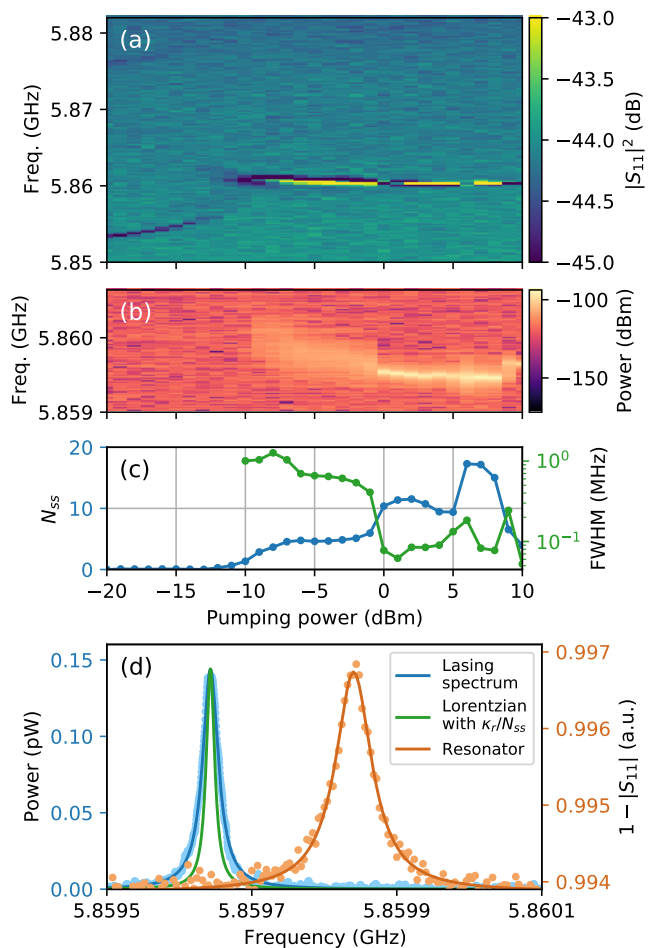 (a)
5.88
5.87
5.86
5.85
Freq. (GHz)
−43.0
−43.5
−44.0
−44.5
−45.0
|S11|² (dB)
(b)
5.860
5.859
Freq. (GHz)
−100
−150
Power (dBm)
(c)
20
10
0
Nss
10⁰
10⁻¹
FWHM (MHz)
−20 −15 −10 −5 0 5 10
Pumping power (dBm)
(d)
0.15
0.10
0.05
0.00
Power (pW)
Lasing
spectrum
Lorentzian
with κr/Nss
Resonator
0.997
0.996
0.995
0.994
1 − |S11| (a.u.)
5.8595 5.8597 5.8599 5.8601
Frequency (GHz)